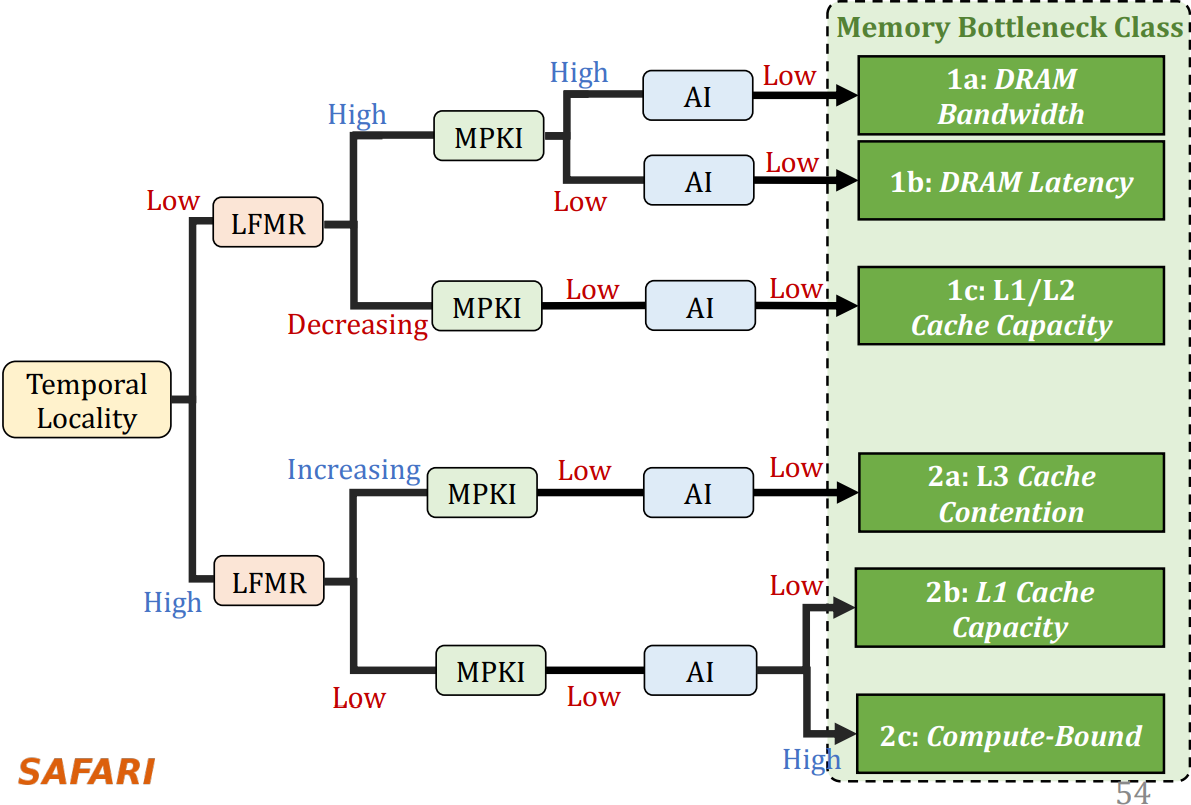 Memory Bottleneck Class
High
AI
Low
1a: DRAM
Bandwidth
High
MPKI
Low
AI
Low
1b: DRAM Latency
Low
LFMR
Decreasing
MPKI
Low
AI
Low
1c: L1/L2
Cache Capacity
Temporal
Locality
Increasing
MPKI
Low
AI
Low
2a: L3 Cache
Contention
High
LFMR
Low
MPKI
Low
AI
Low
2b: L1 Cache
Capacity
High
2c: Compute-Bound
SAFARI
54